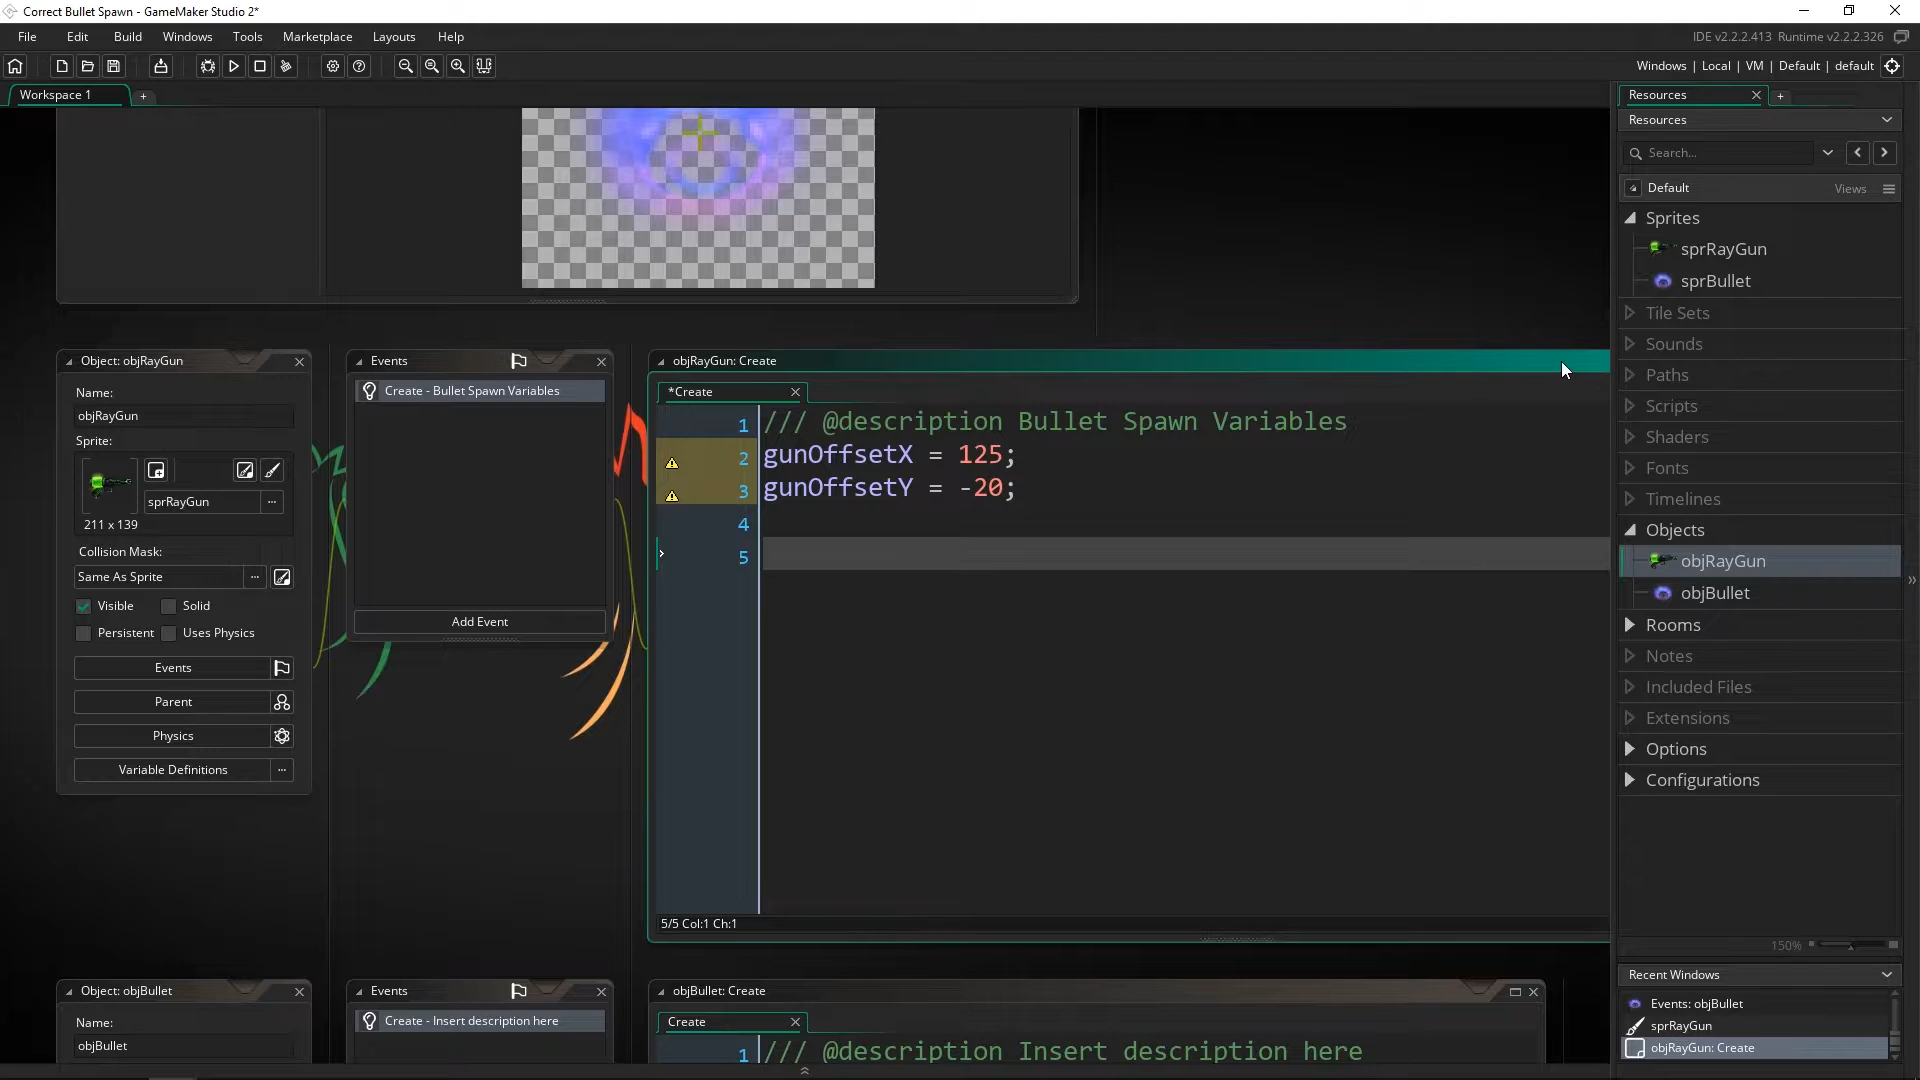 Correct Bullet Spawn - GameMaker Studio 2*
File Edit Build Windows Tools Marketplace Layouts Help
IDE v2.2.2.413 Runtime v2.2.2.326
Windows | Local | VM | Default | default
Workspace 1
Object: objRayGun
Name:
objRayGun
Sprite:
sprRayGun
211 x 139
Collision Mask:
Same As Sprite
Visible Solid
Persistent Uses Physics
Events
Parent
Physics
Variable Definitions
Events
Create - Bullet Spawn Variables
Add Event
objRayGun: Create
*Create
1 /// @description Bullet Spawn Variables
2 gunOffsetX = 125;
3 gunOffsetY = -20;
4
5
5/5 Col:1 Ch:1
Object: objBullet
Name:
objBullet
Events
Create - Insert description here
objBullet: Create
Create
1 /// @description Insert description here
Resources
Resources
Search...
Default Views
Sprites
sprRayGun
sprBullet
Tile Sets
Sounds
Paths
Scripts
Shaders
Fonts
Timelines
Objects
objRayGun
objBullet
Rooms
Notes
Included Files
Extensions
Options
Configurations
150%
Recent Windows
Events: objBullet
sprRayGun
objRayGun: Create